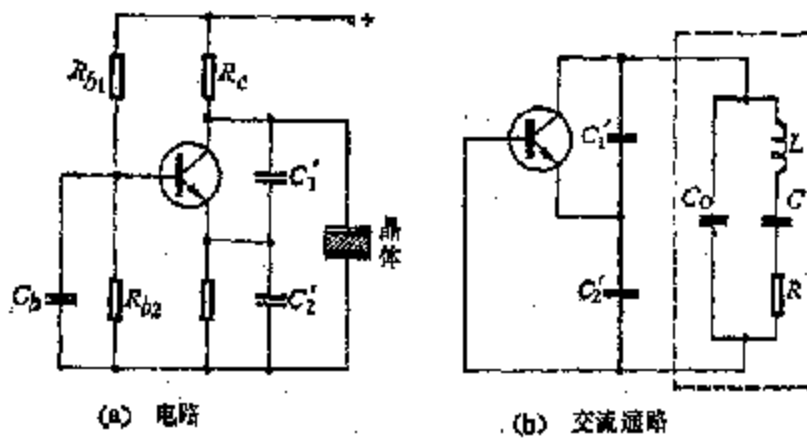 +
R_{b1}
R_c
C_1'
晶体
C_b
R_{b2}
C_2'
(a) 电路
C_1'
C_0
L
C
C_2'
R
(b) 交流通路